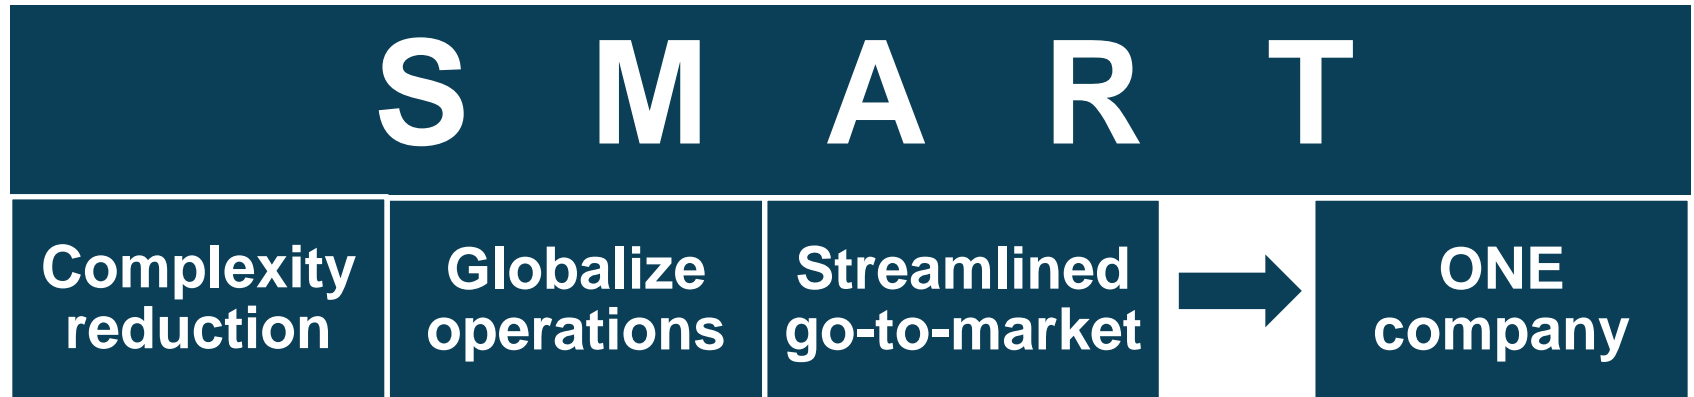 S M A R T
Complexity
reduction
Globalize
operations
Streamlined
go-to-market
ONE
company